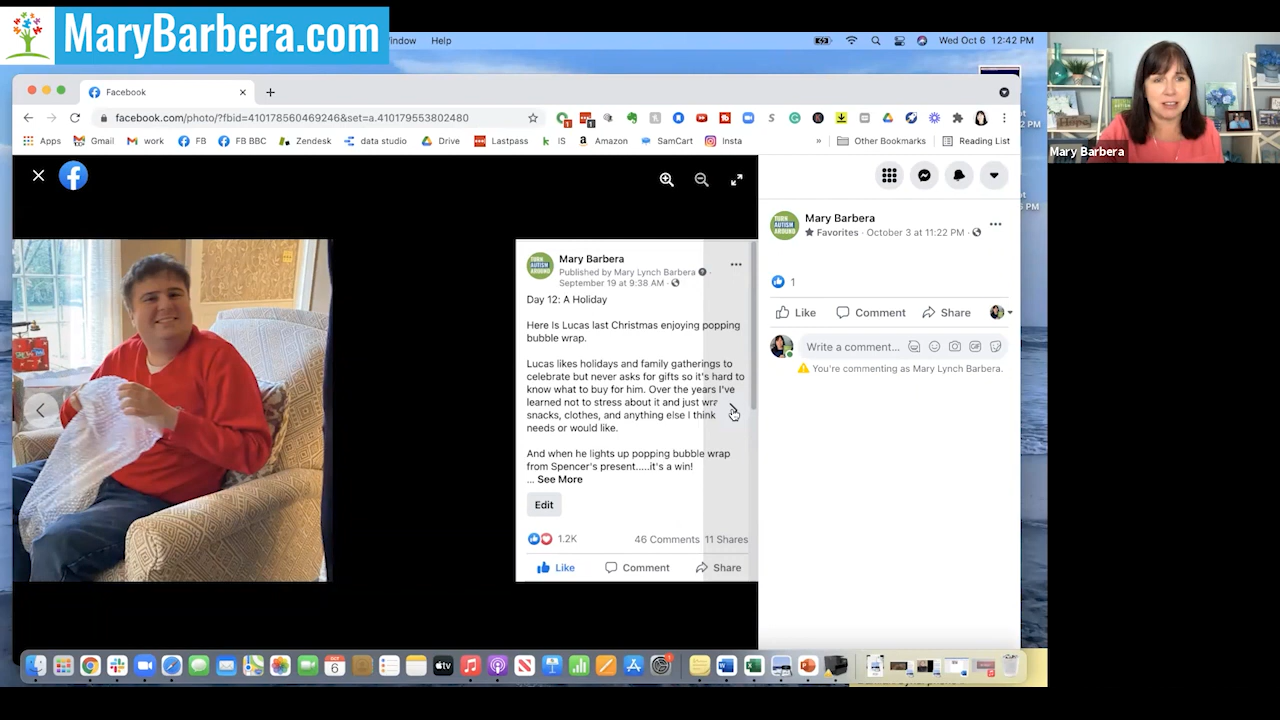 MaryBarbera.com
indow Help
Wed Oct 6 12:42 PM
Facebook
facebook.com/photo/?fbid=410178560469246&set=a.410179553802480
Apps Gmail work FB FB BBC Zendesk data studio Drive Lastpass IS Amazon SamCart Insta » Other Bookmarks Reading List
Mary Barbera
Published by Mary Lynch Barbera
September 19 at 9:38 AM
Day 12: A Holiday
Here Is Lucas last Christmas enjoying popping
bubble wrap.
Lucas likes holidays and family gatherings to
celebrate but never asks for gifts so it's hard to
know what to buy for him. Over the years I've
learned not to stress about it and just wra
snacks, clothes, and anything else I think
needs or would like.
And when he lights up popping bubble wrap
from Spencer's present.....it's a win!
... See More
Edit
1.2K 46 Comments 11 Shares
Like Comment Share
TURN AUTISM AROUND
Mary Barbera
Favorites · October 3 at 11:22 PM
1
Like Comment Share
Write a comment...
You're commenting as Mary Lynch Barbera.
Mary Barbera